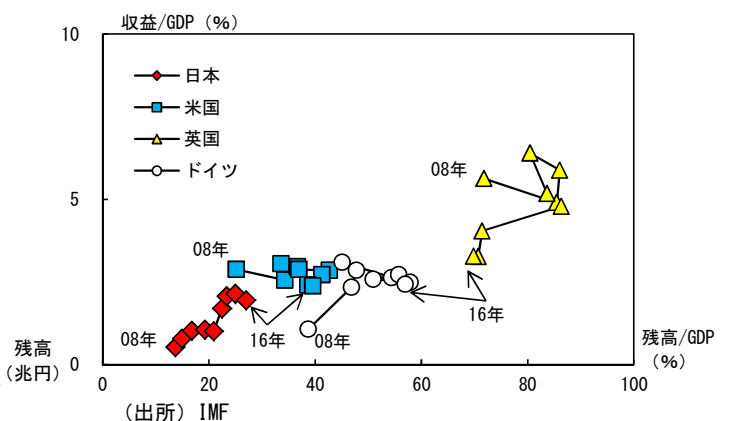 収益/GDP（%）
10
日本
米国
英国
ドイツ
08年
5
08年
08年
16年
08年
16年
残高
（兆円）
0
残高/GDP
（%）
0
20
40
60
80
100
（出所）IMF